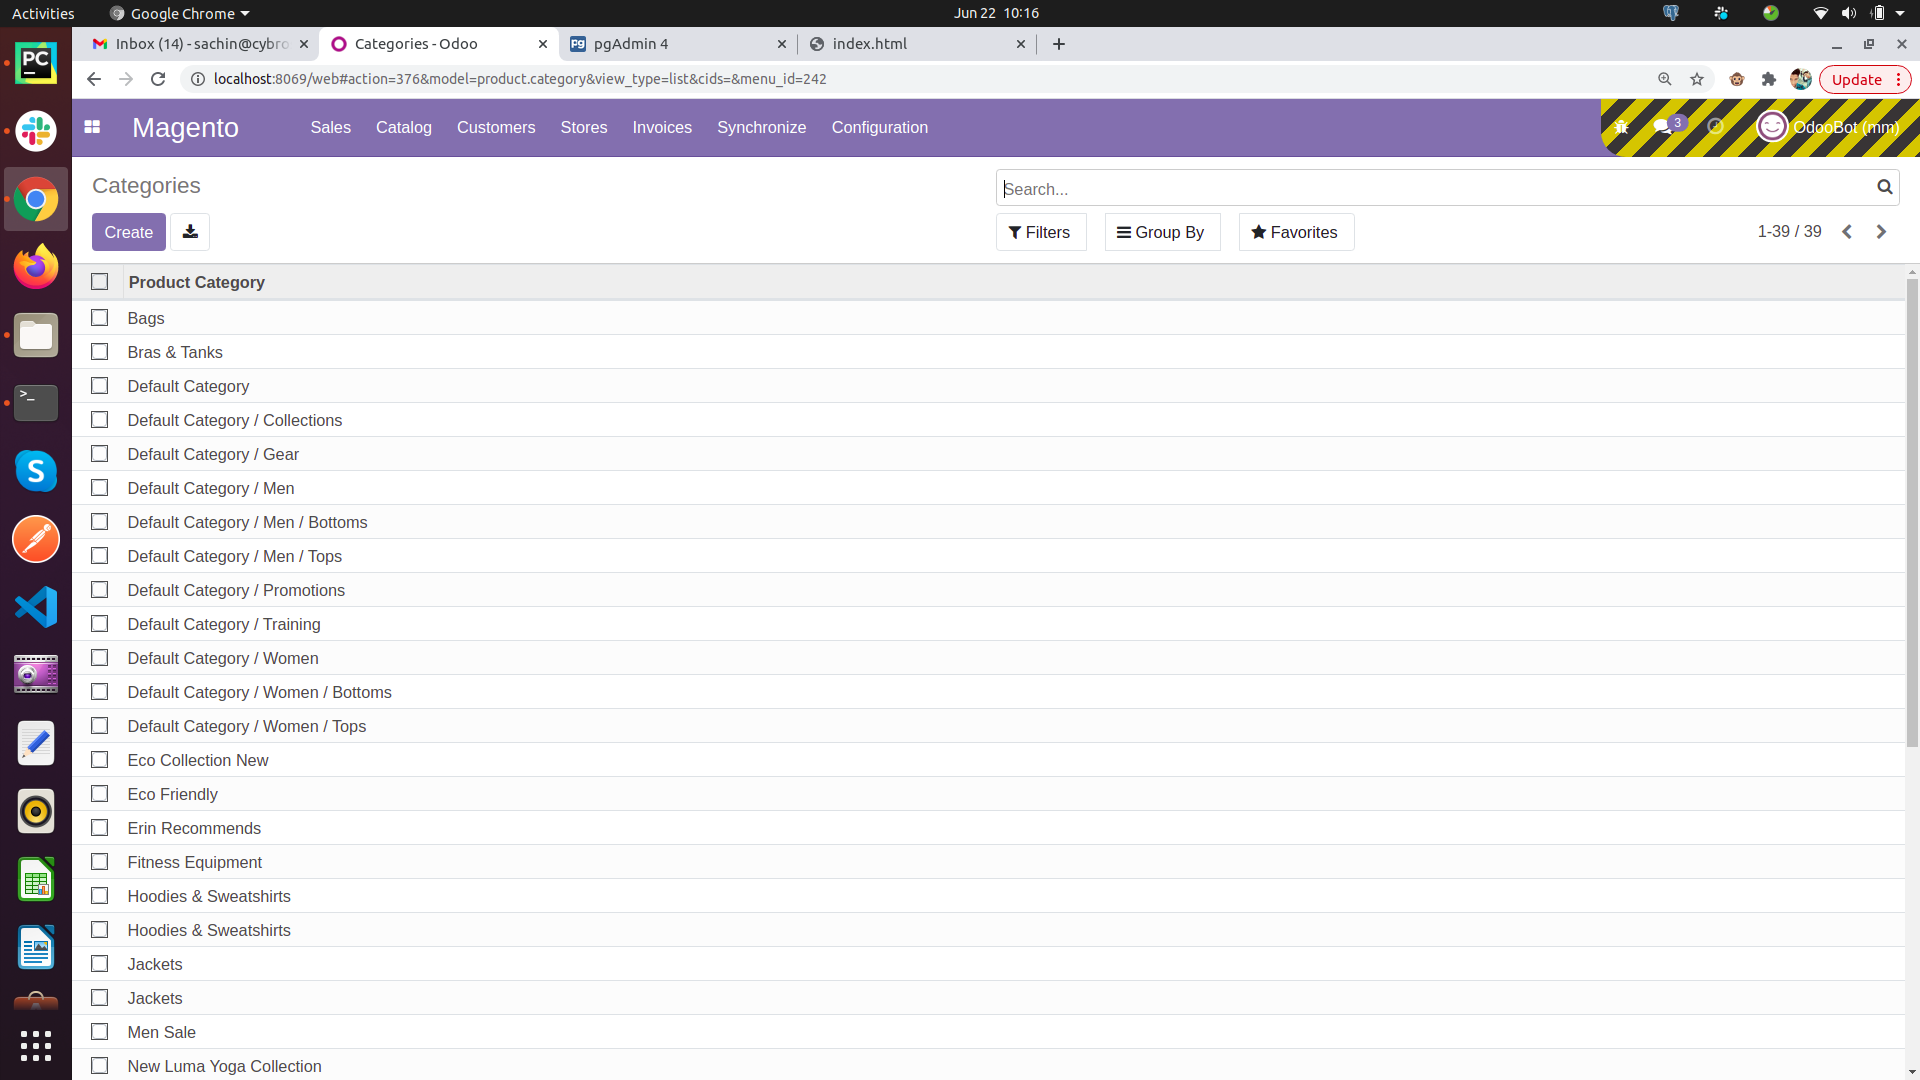 Activities
Google Chrome
Jun 22 10:16
Inbox (14) - sachin@cybro
Categories - Odoo
pgAdmin 4
index.html
localhost:8069/web#action=376&model=product.category&view_type=list&cids=&menu_id=242
Update
Magento
Sales
Catalog
Customers
Stores
Invoices
Synchronize
Configuration
3
OdooBot (mm)
Categories
Search...
Create
Filters
Group By
Favorites
1-39 / 39
Product Category
Bags
Bras & Tanks
Default Category
Default Category / Collections
Default Category / Gear
Default Category / Men
Default Category / Men / Bottoms
Default Category / Men / Tops
Default Category / Promotions
Default Category / Training
Default Category / Women
Default Category / Women / Bottoms
Default Category / Women / Tops
Eco Collection New
Eco Friendly
Erin Recommends
Fitness Equipment
Hoodies & Sweatshirts
Hoodies & Sweatshirts
Jackets
Jackets
Men Sale
New Luma Yoga Collection